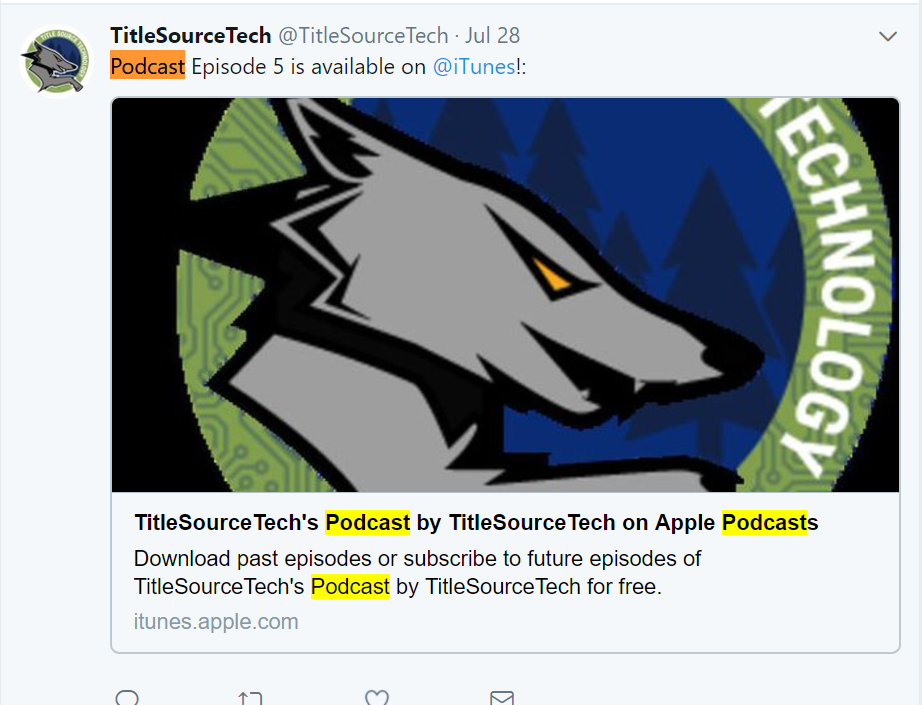 TitleSourceTech @TitleSourceTech · Jul 28
Podcast Episode 5 is available on @iTunes!:
TECHNOLOGY
TitleSourceTech's Podcast by TitleSourceTech on Apple Podcasts
Download past episodes or subscribe to future episodes of
TitleSourceTech's Podcast by TitleSourceTech for free.
itunes.apple.com